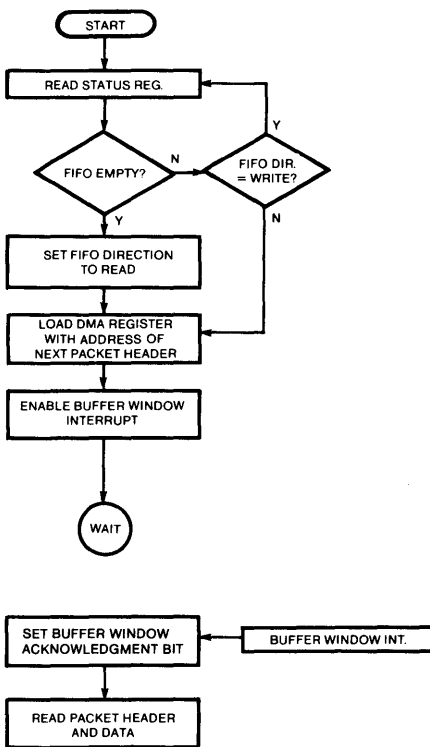 START
READ STATUS REG.
Y
FIFO EMPTY?
N
FIFO DIR.
= WRITE?
Y
N
SET FIFO DIRECTION
TO READ
LOAD DMA REGISTER
WITH ADDRESS OF
NEXT PACKET HEADER
ENABLE BUFFER WINDOW
INTERRUPT
WAIT
SET BUFFER WINDOW
ACKNOWLEDGMENT BIT
BUFFER WINDOW INT.
READ PACKET HEADER
AND DATA